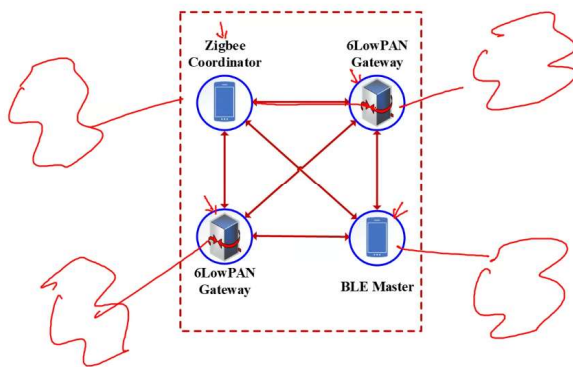 Zigbee
Coordinator
6LowPAN
Gateway
6LowPAN
Gateway
BLE Master